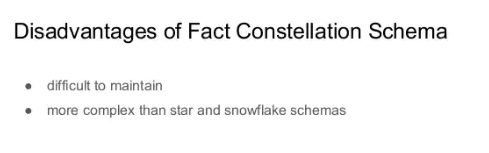 Disadvantages of Fact Constellation Schema
● difficult to maintain
● more complex than star and snowflake schemas